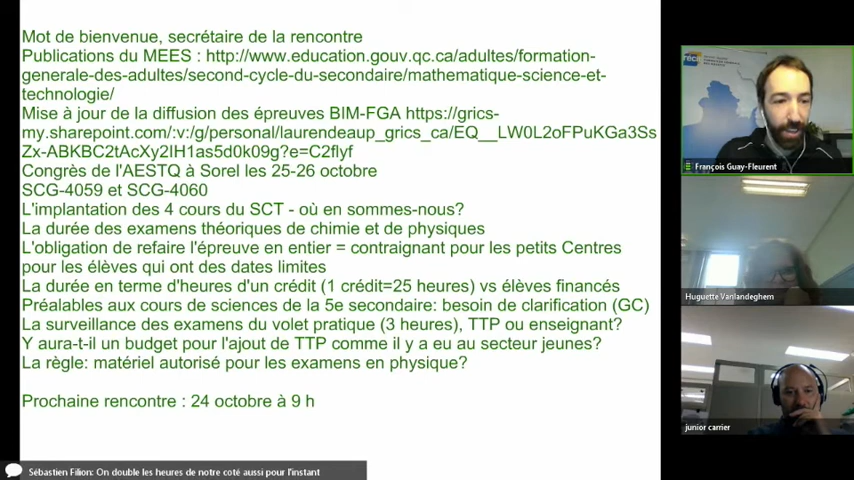 Mot de bienvenue, secrétaire de la rencontre
Publications du MEES : http://www.education.gouv.qc.ca/adultes/formation-
generale-des-adultes/second-cycle-du-secondaire/mathematique-science-et-
technologie/
Mise à jour de la diffusion des épreuves BIM-FGA https://grics-
my.sharepoint.com/:v:/g/personal/laurendeaup_grics_ca/EQ__LW0L2oFPuKGa3Ss
Zx-ABKBC2tAcXy2IH1as5d0k09g?e=C2flyf
Congrès de l'AESTQ à Sorel les 25-26 octobre
SCG-4059 et SCG-4060
L'implantation des 4 cours du SCT - où en sommes-nous?
La durée des examens théoriques de chimie et de physiques
L'obligation de refaire l'épreuve en entier = contraignant pour les petits Centres
pour les élèves qui ont des dates limites
La durée en terme d'heures d'un crédit (1 crédit=25 heures) vs élèves financés
Préalables aux cours de sciences de la 5e secondaire: besoin de clarification (GC)
La surveillance des examens du volet pratique (3 heures), TTP ou enseignant?
Y aura-t-il un budget pour l'ajout de TTP comme il y a eu au secteur jeunes?
La règle: matériel autorisé pour les examens en physique?
Prochaine rencontre : 24 octobre à 9 h
Sébastien Filion: On double les heures de notre coté aussi pour l'instant
récit
François Guay-Fleurent
Huguette Vanlandeghem
junior carrier